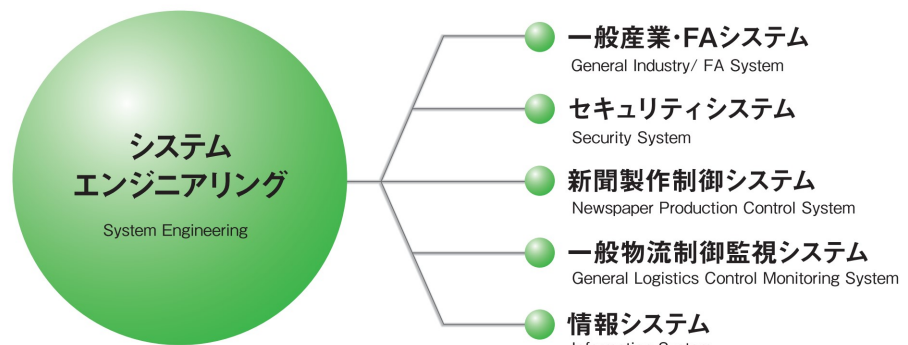 システム
エンジニアリング
System Engineering
一般産業・FAシステム
General Industry/ FA System
セキュリティシステム
Security System
新聞製作制御システム
Newspaper Production Control System
一般物流制御監視システム
General Logistics Control Monitoring System
情報システム